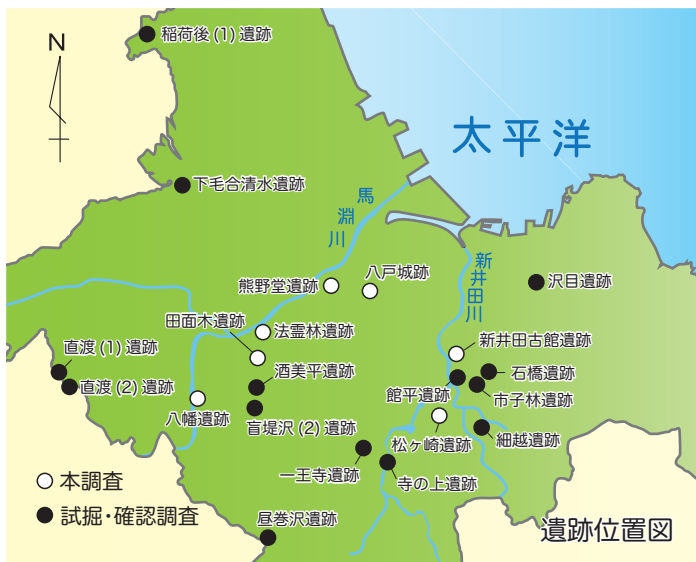 稲荷後(1)遺跡
N
太平洋
下毛合清水遺跡
馬淵川
新井田川
八戸城跡
熊野堂遺跡
沢目遺跡
田面木遺跡
法霊林遺跡
新井田古館遺跡
直渡(1)遺跡
酒美平遺跡
石橋遺跡
直渡(2)遺跡
館平遺跡
市子林遺跡
八幡遺跡
盲堤沢(2)遺跡
松ヶ崎遺跡
細越遺跡
一王寺遺跡
寺の上遺跡
本調査
試掘・確認調査
昼巻沢遺跡
遺跡位置図